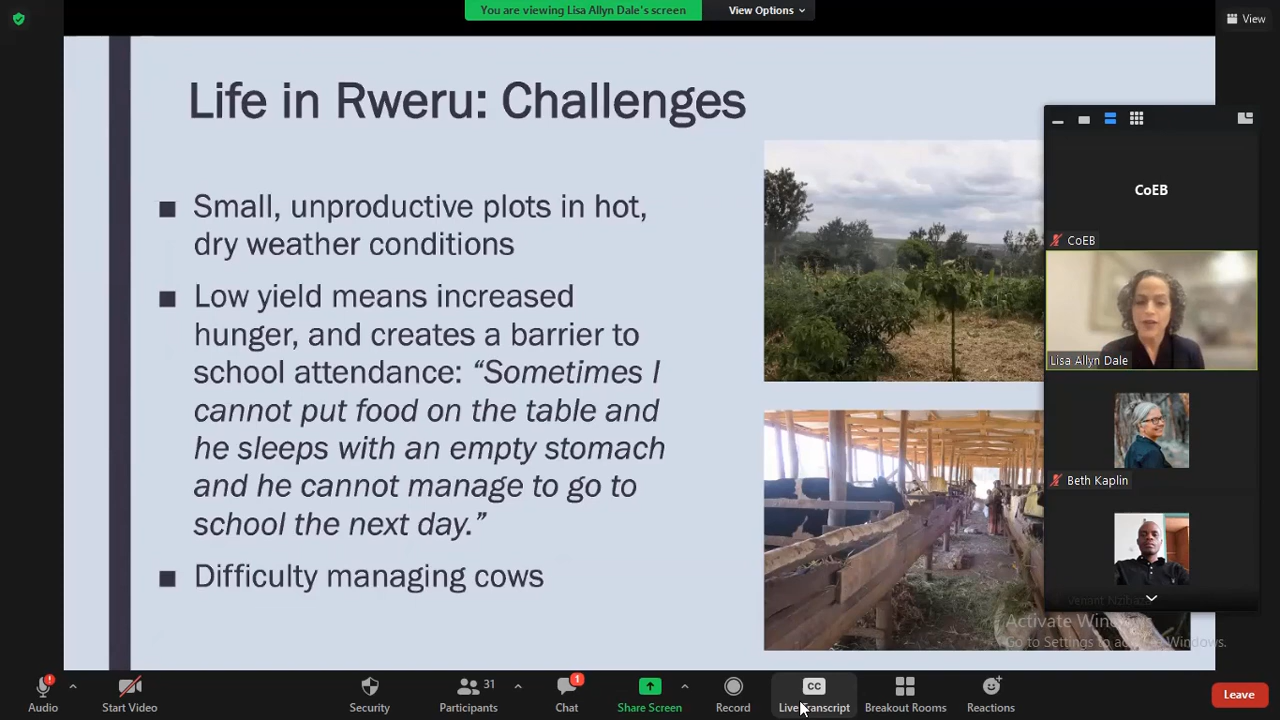 You are viewing Lisa Allyn Dale's screen
View Options
View
Life in Rweru: Challenges
■ Small, unproductive plots in hot,
dry weather conditions
■ Low yield means increased
hunger, and creates a barrier to
school attendance: “Sometimes I
cannot put food on the table and
he sleeps with an empty stomach
and he cannot manage to go to
school the next day.”
■ Difficulty managing cows
CoEB
CoEB
Lisa Allyn Dale
Beth Kaplin
Activate Windows
Go to Settings to activate Windows.
31
1
CC
Audio
Start Video
Security
Participants
Chat
Share Screen
Record
Live Transcript
Breakout Rooms
Reactions
Leave